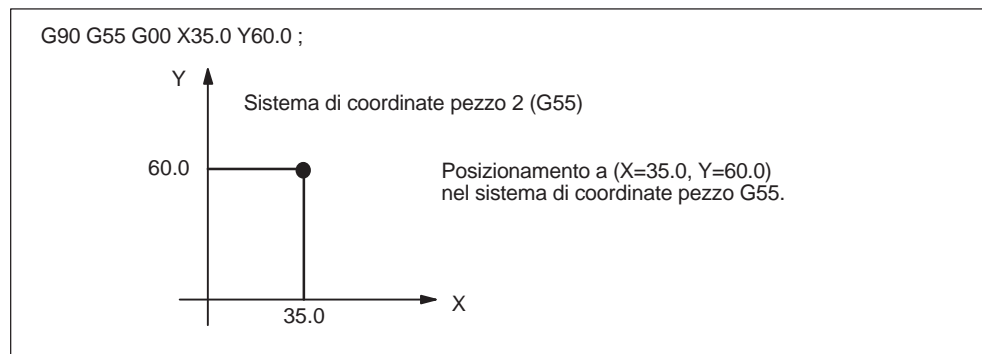 G90 G55 G00 X35.0 Y60.0 ;
Y
Sistema di coordinate pezzo 2 (G55)
60.0
Posizionamento a (X=35.0, Y=60.0)
nel sistema di coordinate pezzo G55.
X
35.0